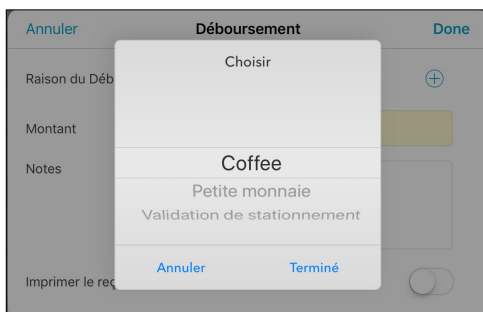 Annuler Déboursement Done
Choisir
Raison du Déb
Montant
Notes
Coffee
Petite monnaie
Validation de stationnement
Annuler Terminé
Imprimer le reç